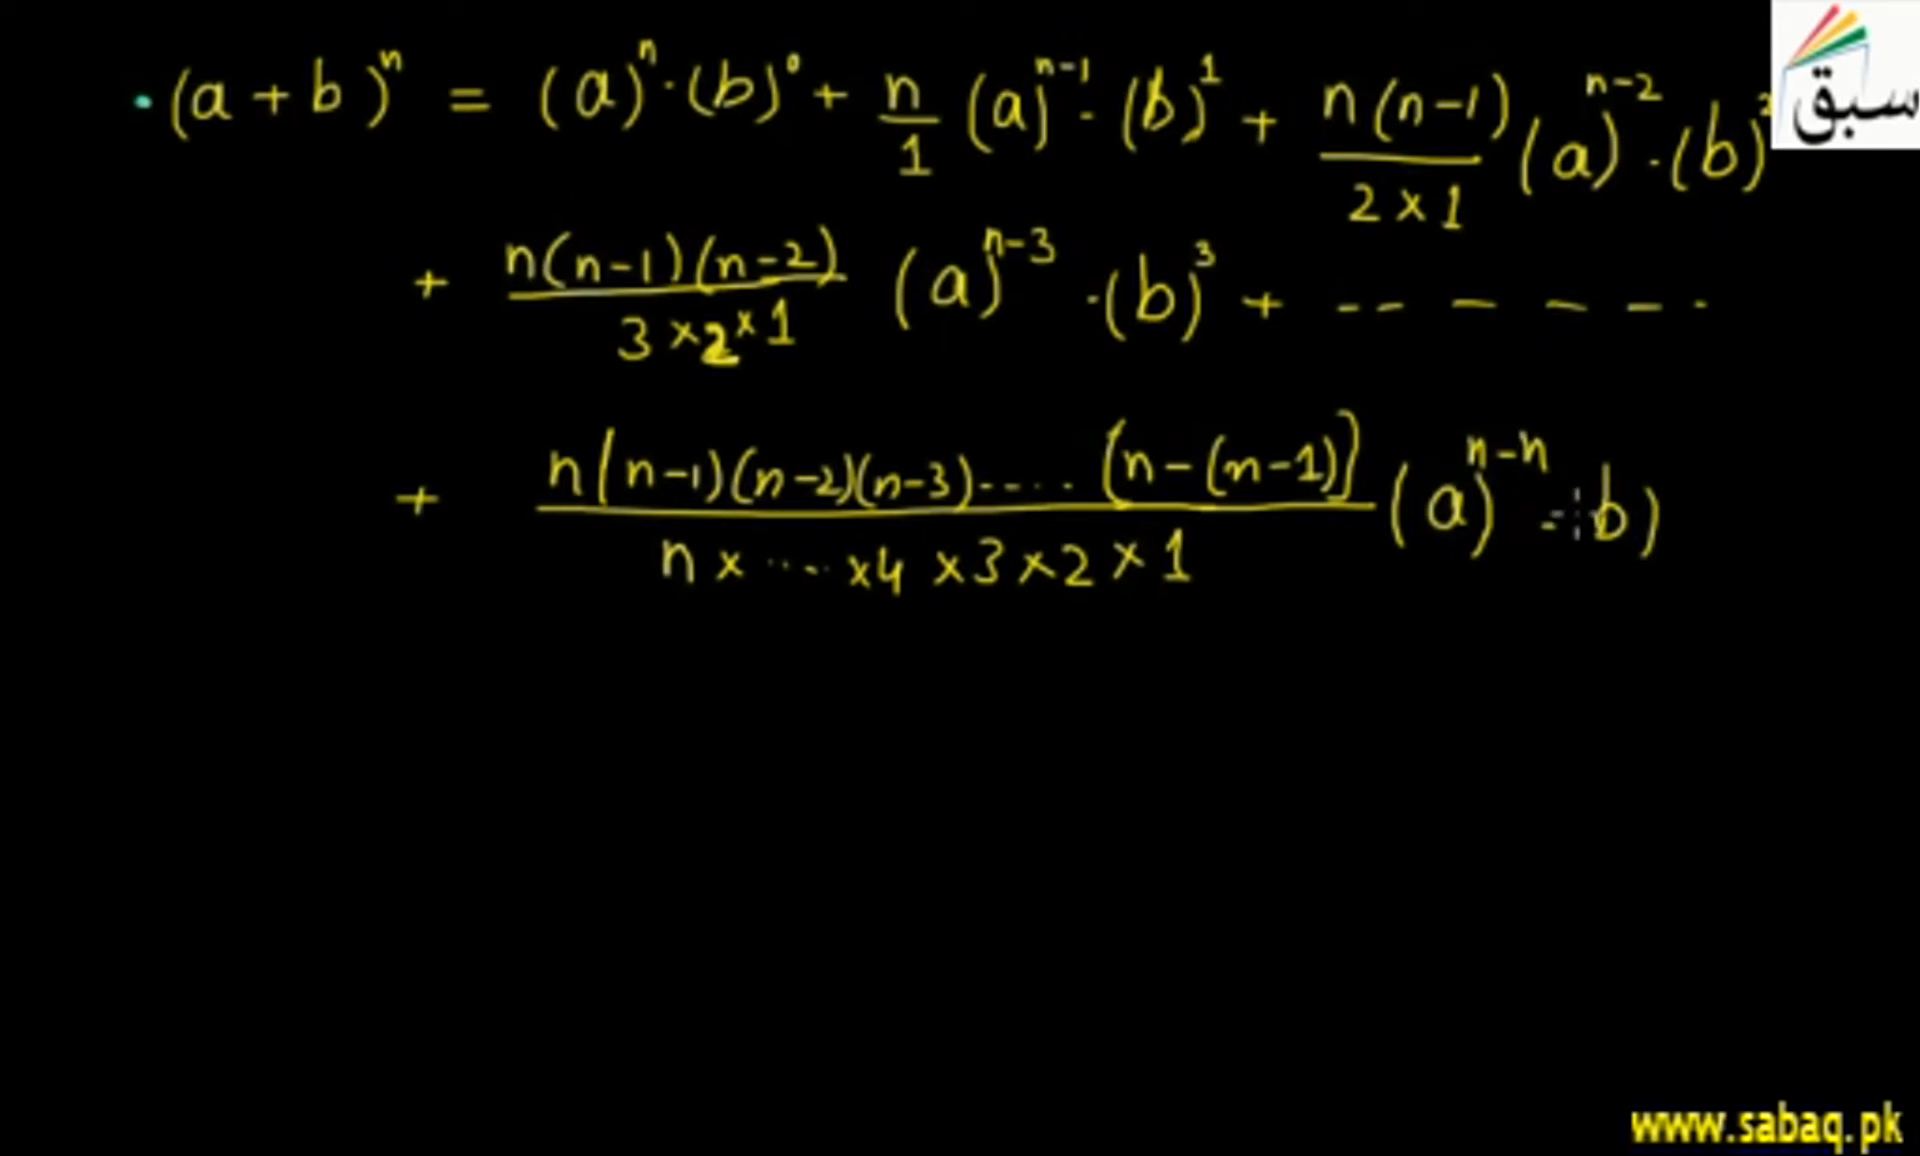 (a + b)^n = (a)^n · (b)^0 + n/1 (a)^{n-1} · (b)^1 + n(n-1)/2×1 (a)^{n-2} · (b)^2
سبق
+ n(n-1)(n-2)/3×2×1 (a)^{n-3} · (b)^3 + - - - - - - -
+ n(n-1)(n-2)(n-3)....(n-(n-1))/n×....×4×3×2×1 (a)^{n-n} · b)
www.sabaq.pk